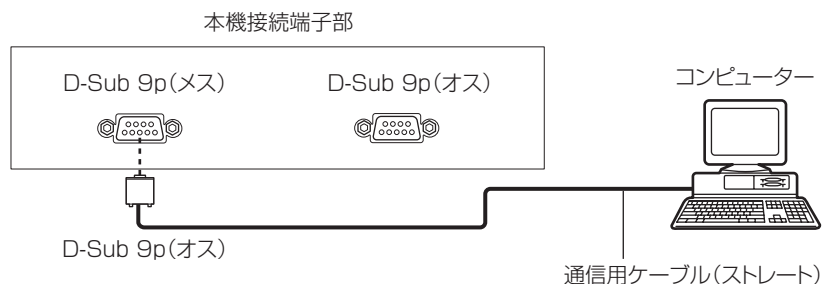 本機接続端子部
D-Sub 9p(メス)
D-Sub 9p(オス)
コンピューター
D-Sub 9p(オス)
通信用ケーブル(ストレート)